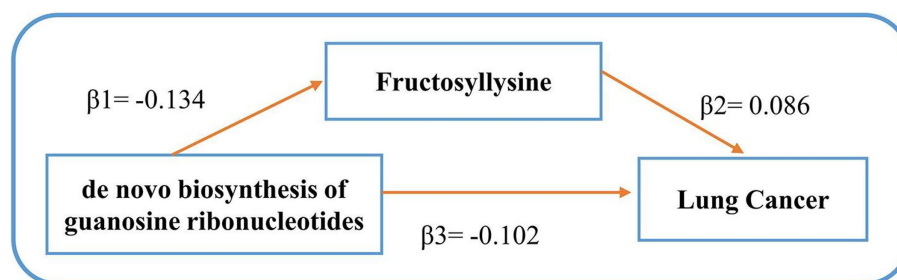 Fructosyllysine
β1= -0.134
β2= 0.086
de novo biosynthesis of
guanosine ribonucleotides
Lung Cancer
β3= -0.102